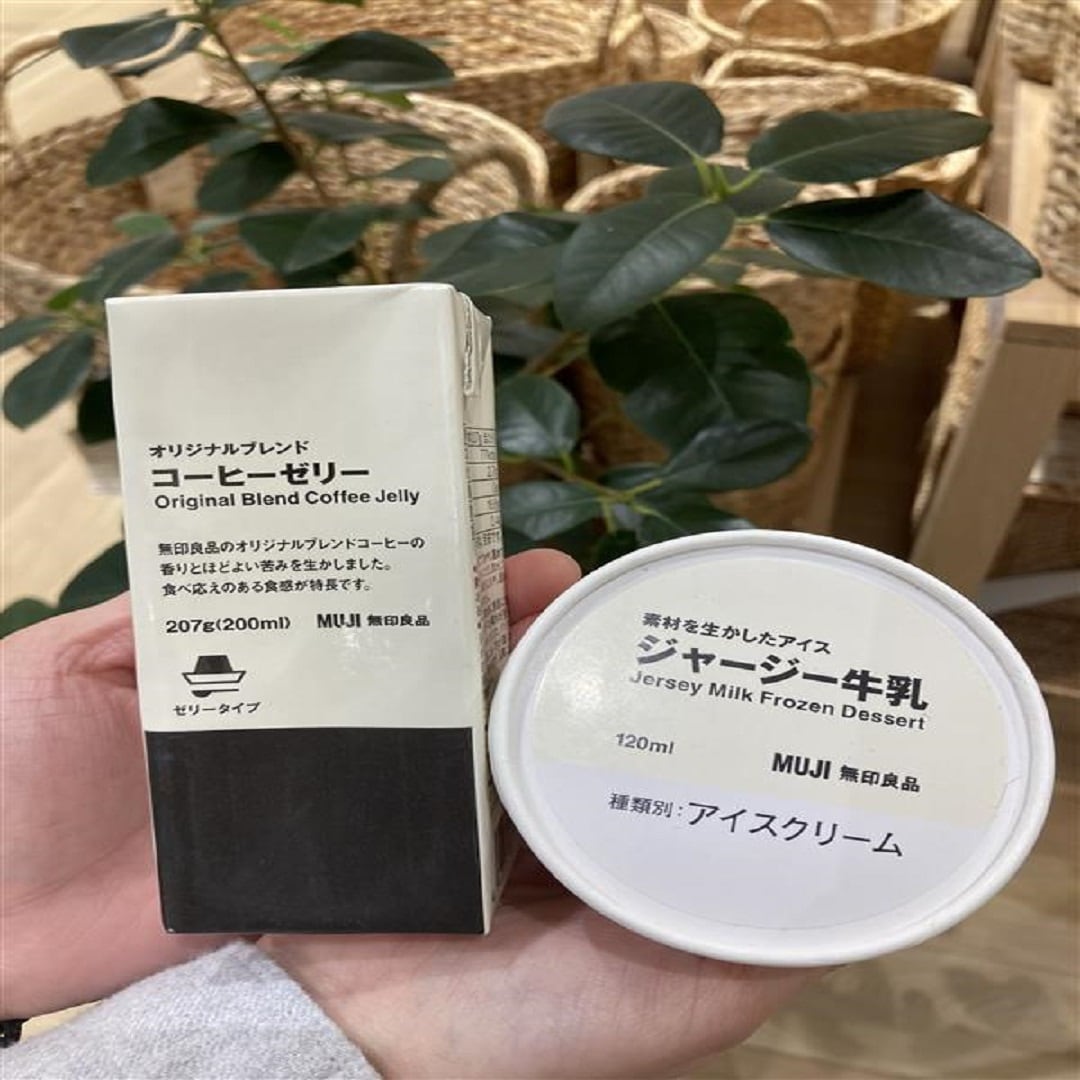 オリジナルブレンド
コーヒーゼリー
Original Blend Coffee Jelly
無印良品のオリジナルブレンドコーヒーの
香りとほどよい苦みを生かしました。
食べ応えのある食感が特長です。
207g(200ml) MUJI 無印良品
ゼリータイプ
素材を生かしたアイス
ジャージー牛乳
Jersey Milk Frozen Dessert
120ml
MUJI 無印良品
種類別:アイスクリーム